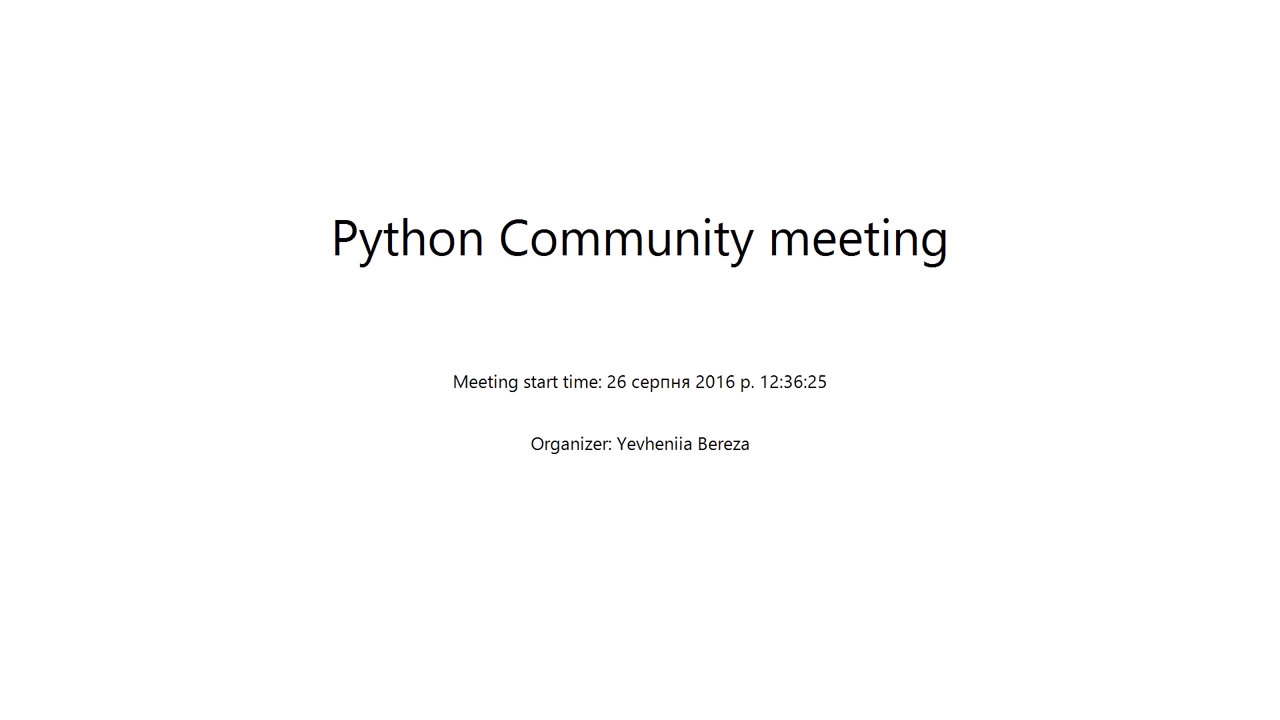 Python Community meeting
Meeting start time: 26 серпня 2016 р. 12:36:25
Organizer: Yevheniia Bereza